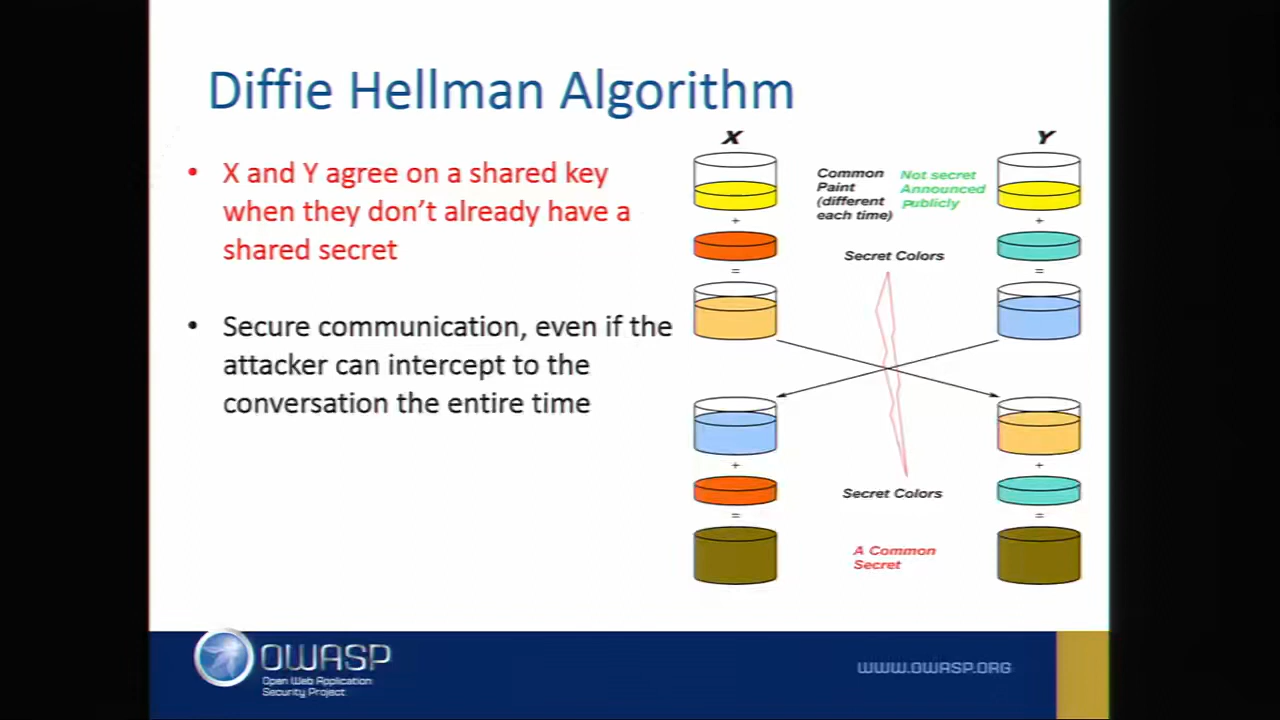 Diffie Hellman Algorithm
• X and Y agree on a shared key
when they don't already have a
shared secret
• Secure communication, even if the
attacker can intercept to the
conversation the entire time
X
Y
Common
Paint
(different
each time)
Not secret
Announced
Publicly
+
+
Secret Colors
=
=
+
+
Secret Colors
=
=
A Common
Secret
OWASP
Open Web Application
Security Project
WWW.OWASP.ORG